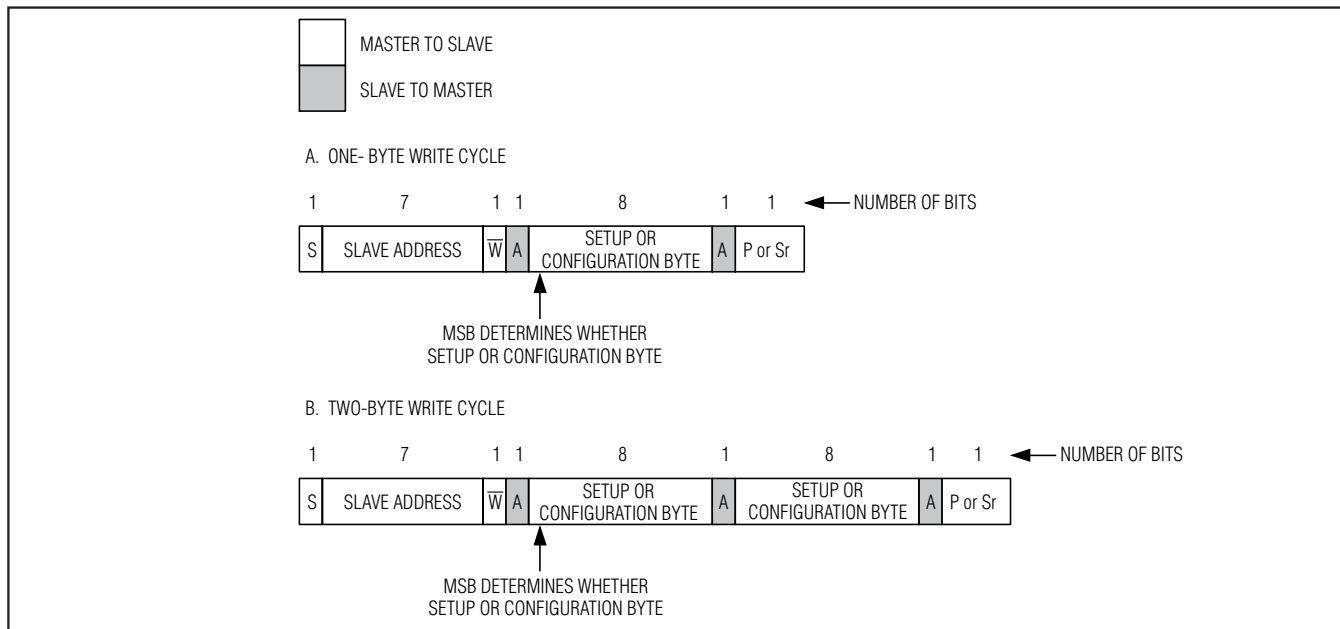 MASTER TO SLAVE
SLAVE TO MASTER
A. ONE- BYTE WRITE CYCLE
1 7 1 1 8 1 1 NUMBER OF BITS
S SLAVE ADDRESS W̅ A SETUP OR CONFIGURATION BYTE A P or Sr
MSB DETERMINES WHETHER
SETUP OR CONFIGURATION BYTE
B. TWO-BYTE WRITE CYCLE
1 7 1 1 8 1 8 1 1 NUMBER OF BITS
S SLAVE ADDRESS W̅ A SETUP OR CONFIGURATION BYTE A SETUP OR CONFIGURATION BYTE A P or Sr
MSB DETERMINES WHETHER
SETUP OR CONFIGURATION BYTE